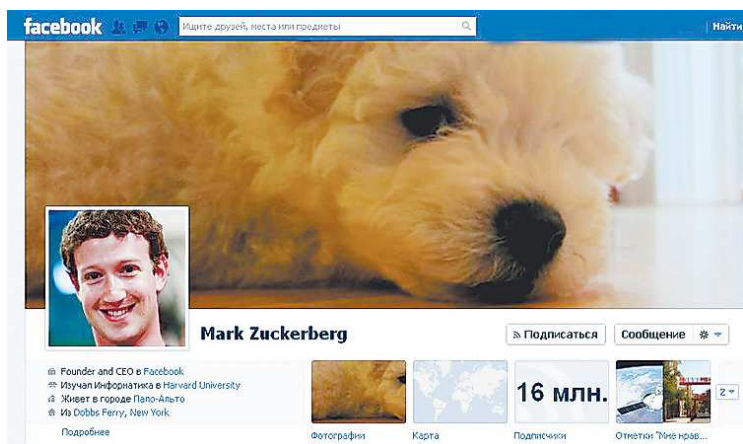 facebook
Ищите друзей, места или предметы
Найти
Mark Zuckerberg
Подписаться
Сообщение
Founder and CEO в Facebook
Изучал Информатика в Harvard University
Живет в городе Пало-Альто
Из Dobbs Ferry, New York
Подробнее
16 млн.
2
Фотографии
Карта
Подписчики
Отметки "Мне нрав...